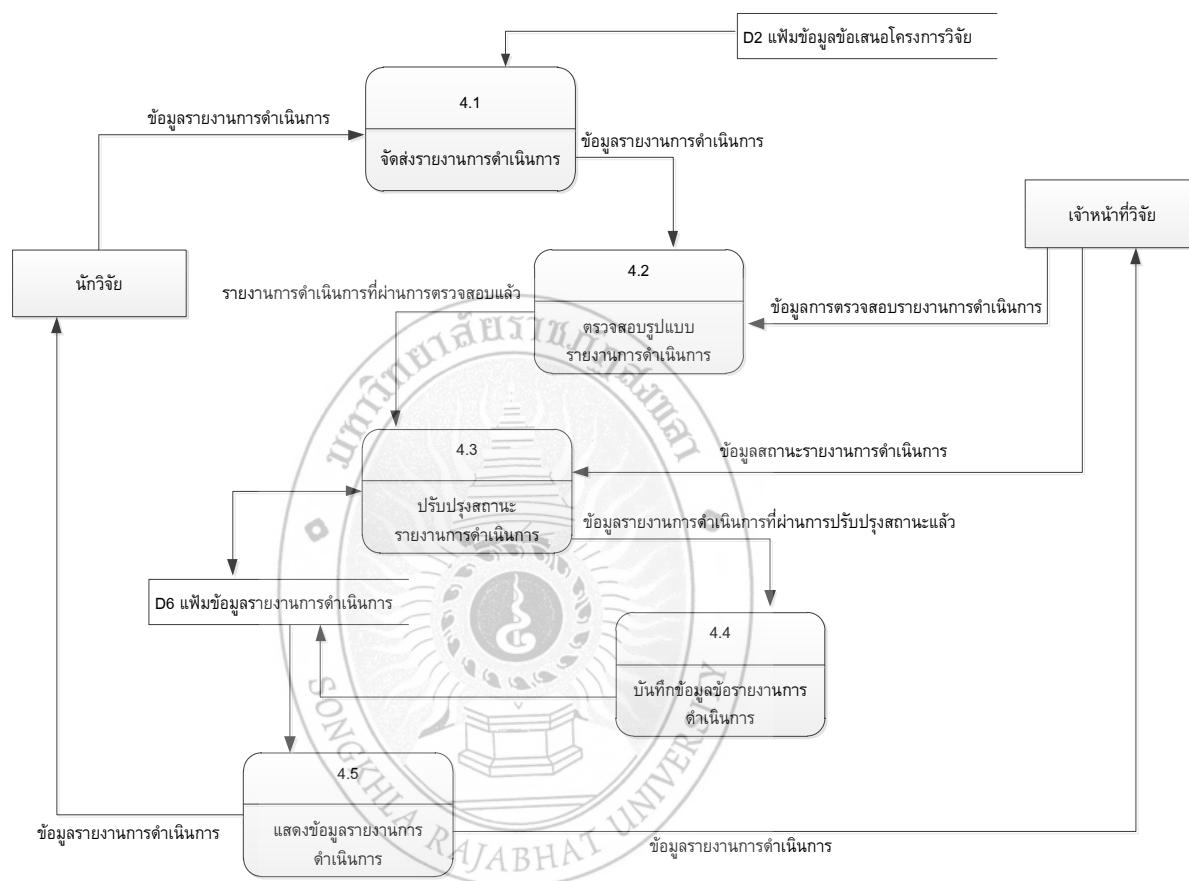 D2 แฟ้มข้อมูลข้อเสนอโครงการวิจัย
4.1
จัดส่งรายงานการดำเนินการ
ข้อมูลรายงานการดำเนินการ
ข้อมูลรายงานการดำเนินการ
เจ้าหน้าที่วิจัย
นักวิจัย
4.2
ตรวจสอบรูปแบบ
รายงานการดำเนินการ
รายงานการดำเนินการที่ผ่านการตรวจสอบแล้ว
ข้อมูลการตรวจสอบรายงานการดำเนินการ
มหาวิทยาลัยราชภัฏสงขลา
4.3
ปรับปรุงสถานะ
รายงานการดำเนินการ
ข้อมูลสถานะรายงานการดำเนินการ
ข้อมูลรายงานการดำเนินการที่ผ่านการปรับปรุงสถานะแล้ว
D6 แฟ้มข้อมูลรายงานการดำเนินการ
4.4
บันทึกข้อมูลข้อรายงานการ
ดำเนินการ
4.5
แสดงข้อมูลรายงานการ
ดำเนินการ
ข้อมูลรายงานการดำเนินการ
ข้อมูลรายงานการดำเนินการ
SONGKHLA RAJABHAT UNIVERSITY